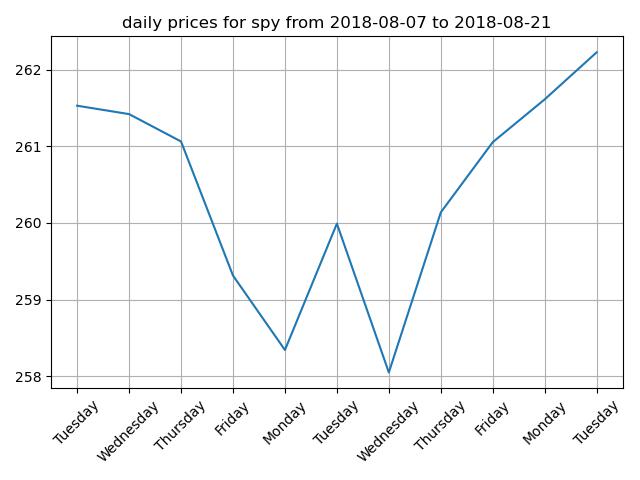 daily prices for spy from 2018-08-07 to 2018-08-21
262
261
260
259
258
Tuesday
Wednesday
Thursday
Friday
Monday
Tuesday
Wednesday
Thursday
Friday
Monday
Tuesday